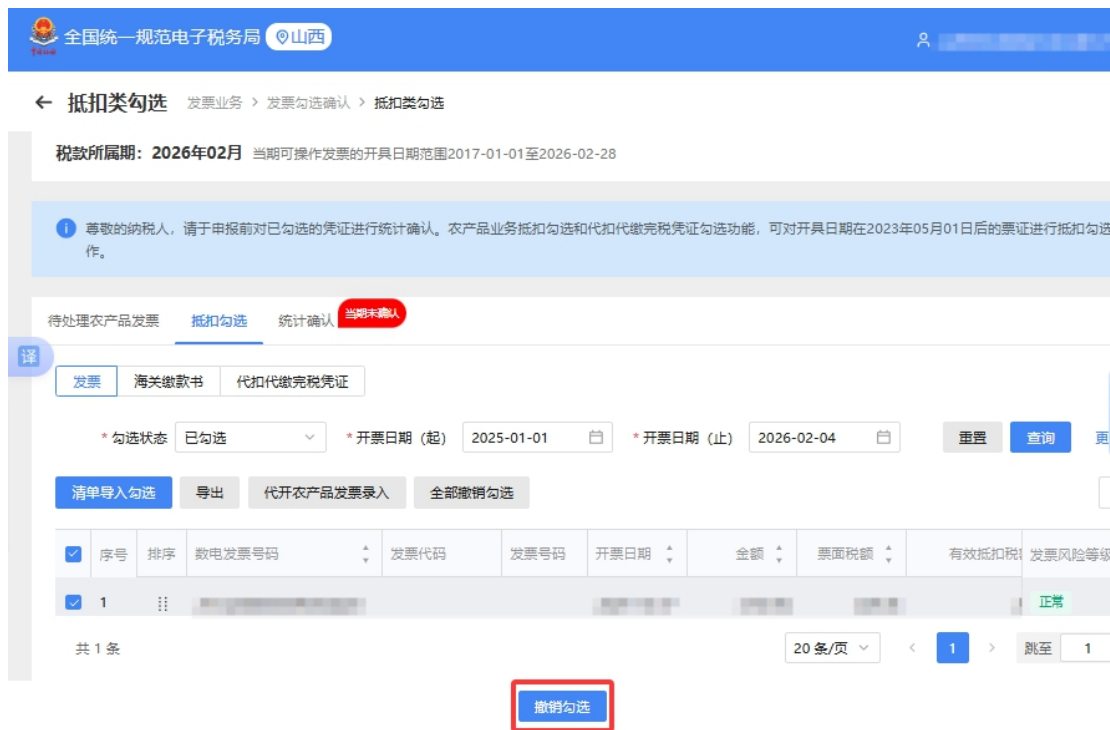 全国统一规范电子税务局 山西
抵扣类勾选 发票业务 > 发票勾选确认 > 抵扣类勾选
税款所属期：2026年02月 当期可操作发票的开具日期范围2017-01-01至2026-02-28
尊敬的纳税人，请于申报前对已勾选的凭证进行统计确认。农产品业务抵扣勾选和代扣代缴完税凭证勾选功能，可对开具日期在2023年05月01日后的票证进行抵扣勾选
作。
待处理农产品发票 抵扣勾选 统计确认 当期未确认
译
发票 海关缴款书 代扣代缴完税凭证
* 勾选状态 已勾选 * 开票日期（起） 2025-01-01 * 开票日期（止） 2026-02-04 重置 查询 更
清单导入勾选 导出 代开农产品发票录入 全部撤销勾选
序号 排序 数电发票号码 发票代码 发票号码 开票日期 金额 票面税额 有效抵扣税 发票风险等级
1 正常
共 1 条 20 条/页 < 1 > 跳至 1
撤销勾选